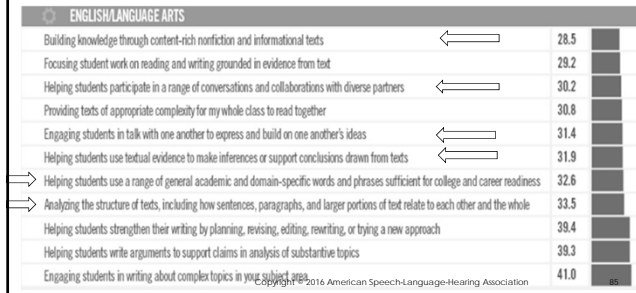 ENGLISH/LANGUAGE ARTS
Building knowledge through content-rich nonfiction and informational texts 28.5
Focusing student work on reading and writing grounded in evidence from text 29.2
Helping students participate in a range of conversations and collaborations with diverse partners 30.2
Providing texts of appropriate complexity for my whole class to read together 30.8
Engaging students in talk with one another to express and build on one another's ideas 31.4
Helping students use textual evidence to make inferences or support conclusions drawn from texts 31.9
Helping students use a range of general academic and domain-specific words and phrases sufficient for college and career readiness 32.6
Analyzing the structure of texts, including how sentences, paragraphs, and larger portions of text relate to each other and the whole 33.5
Helping students strengthen their writing by planning, revising, editing, rewriting, or trying a new approach 39.4
Helping students write arguments to support claims in analysis of substantive topics 39.3
Engaging students in writing about complex topics in your subject area 41.0
Copyright © 2016 American Speech-Language-Hearing Association 85